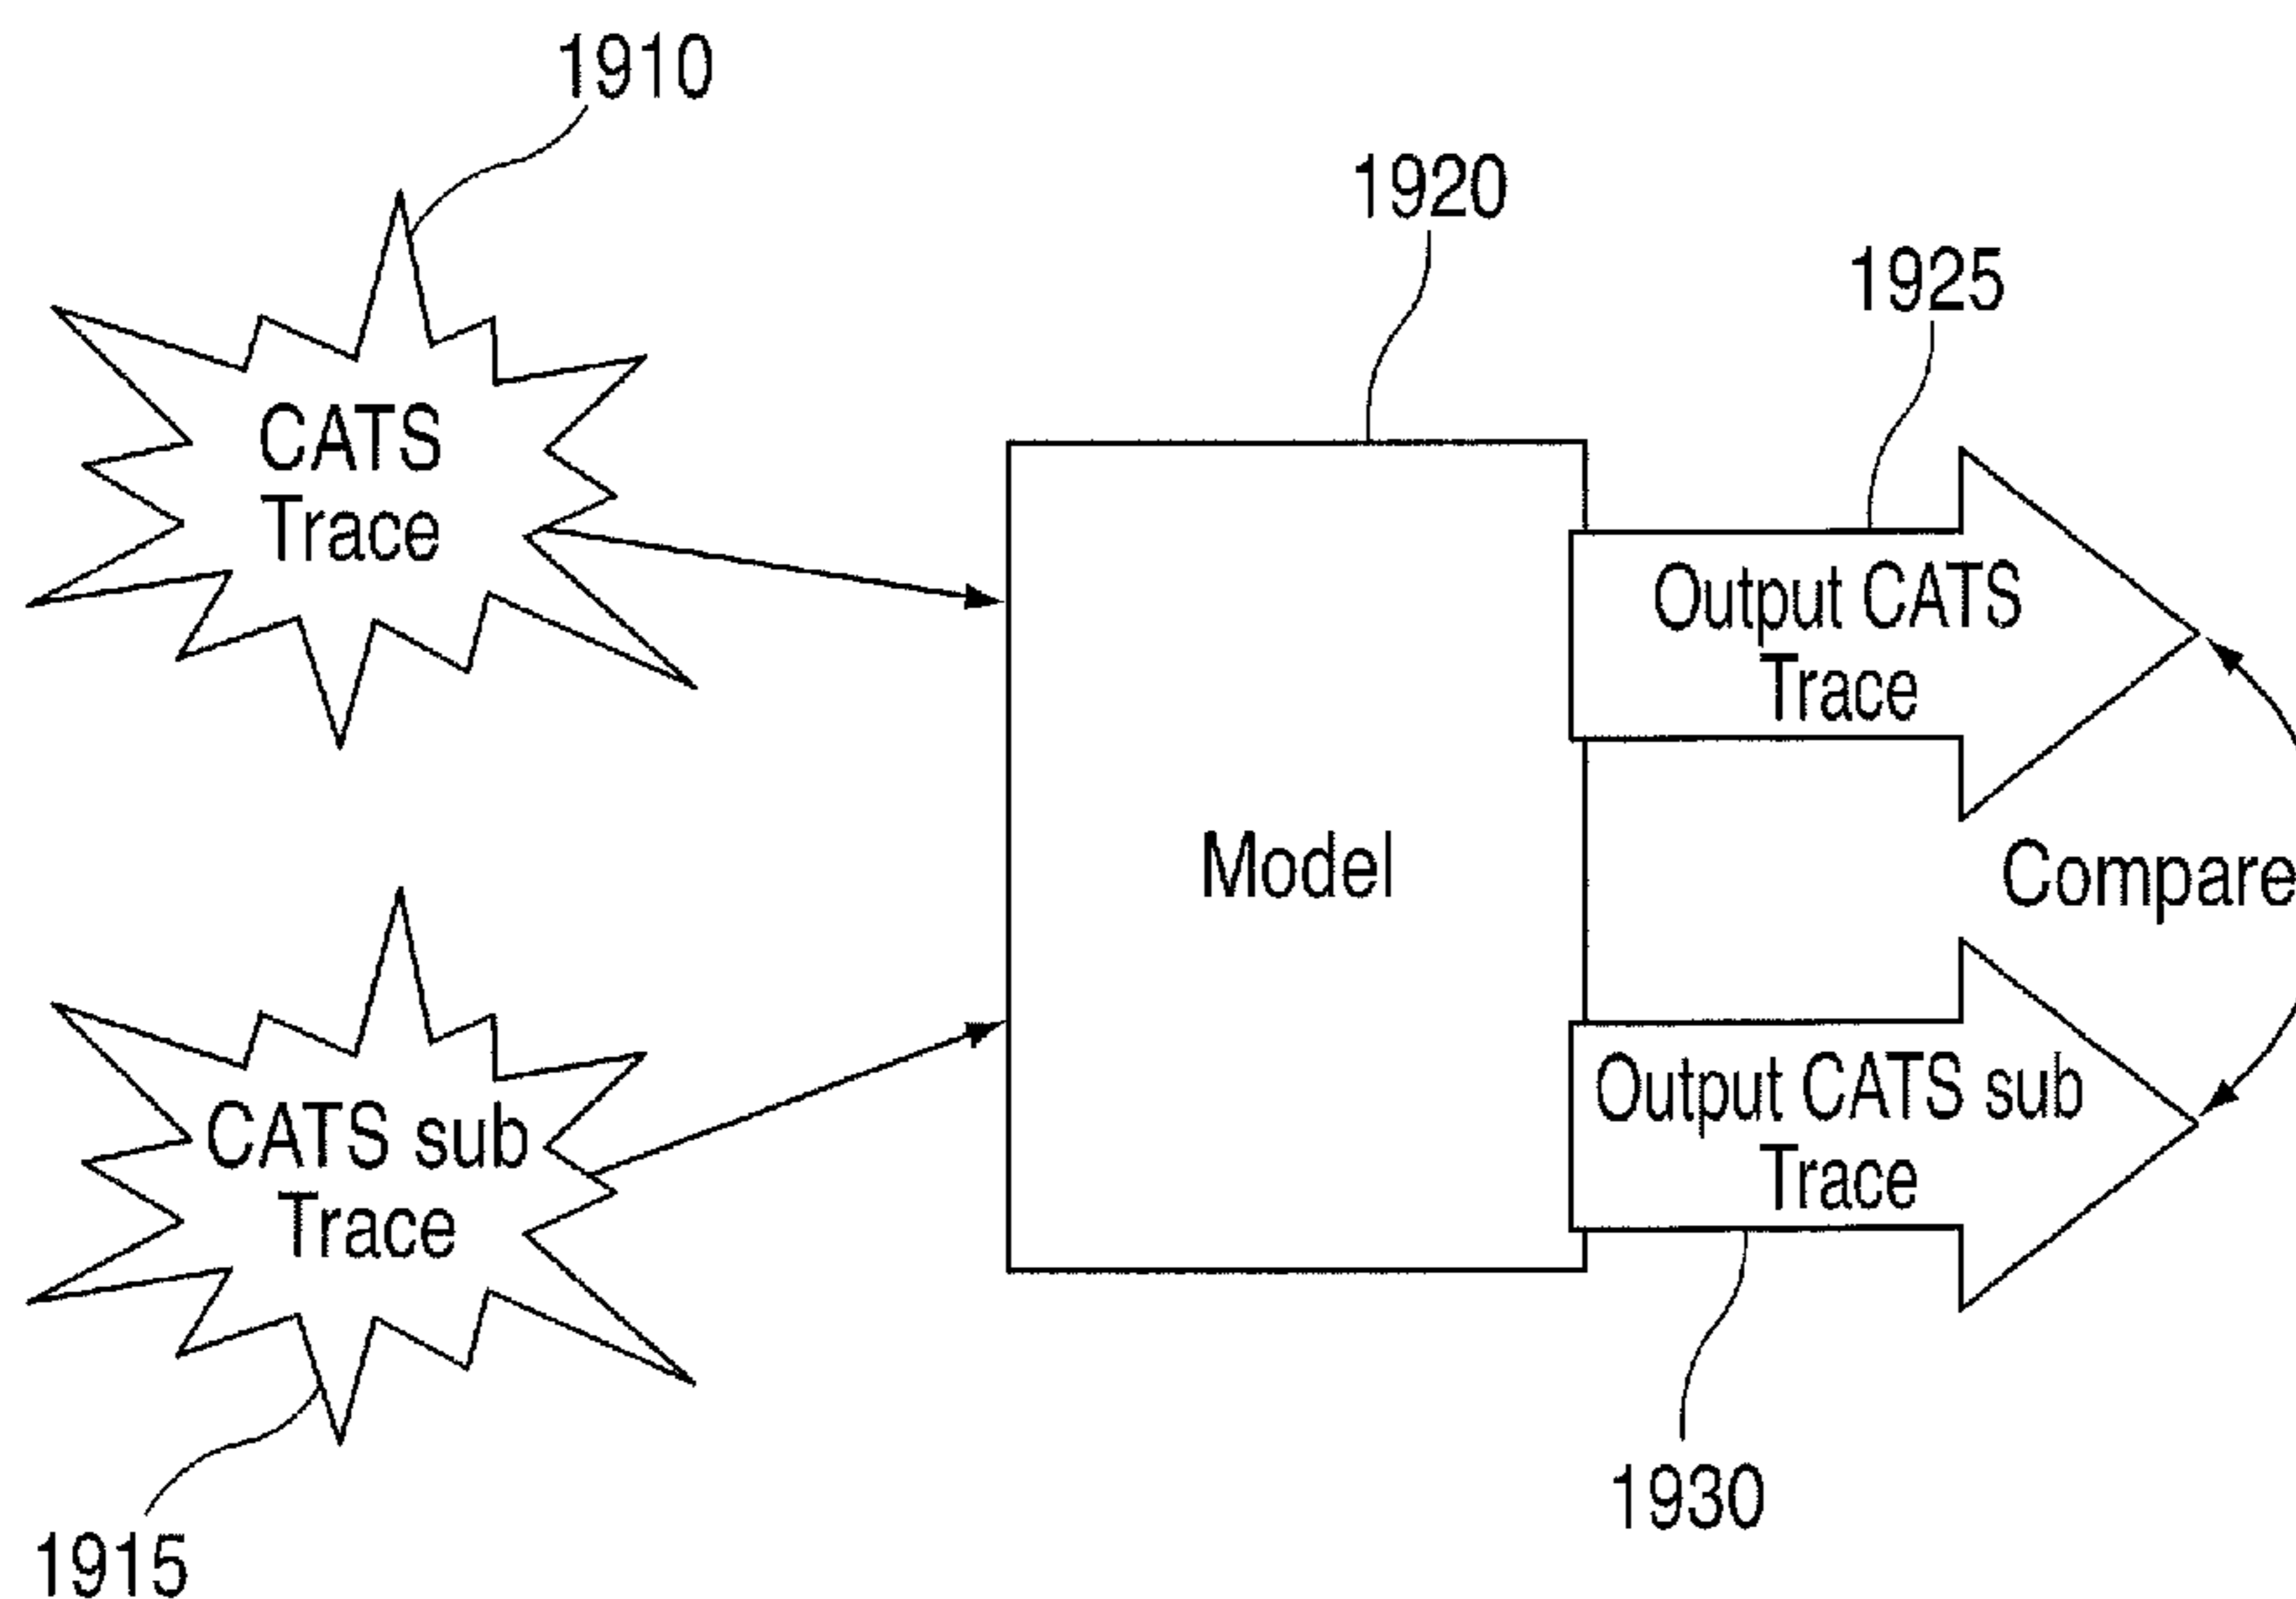 1910
1920
1925
CATS
Trace
Output CATS
Trace
Model
Compare
CATS sub
Trace
Output CATS sub
Trace
1930
1915